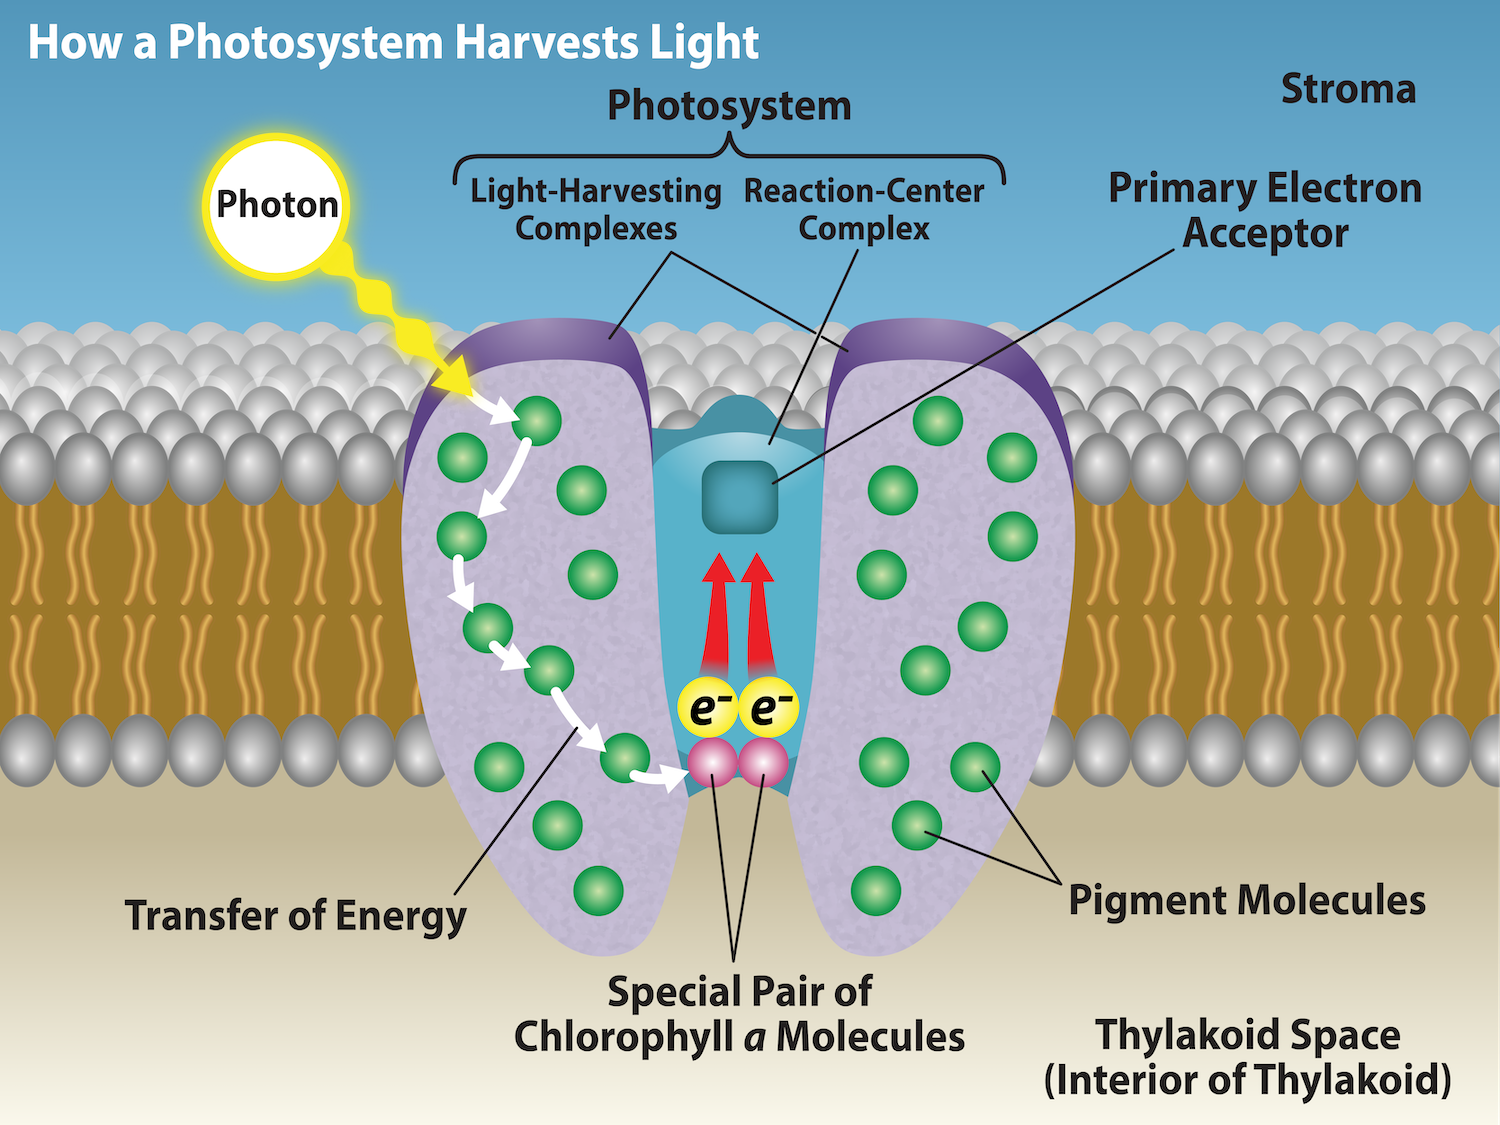 How a Photosystem Harvests Light
Stroma
Photosystem
Photon
Light-Harvesting
Complexes
Reaction-Center
Complex
Primary Electron
Acceptor
e-
e-
Transfer of Energy
Pigment Molecules
Special Pair of
Chlorophyll a Molecules
Thylakoid Space
(Interior of Thylakoid)